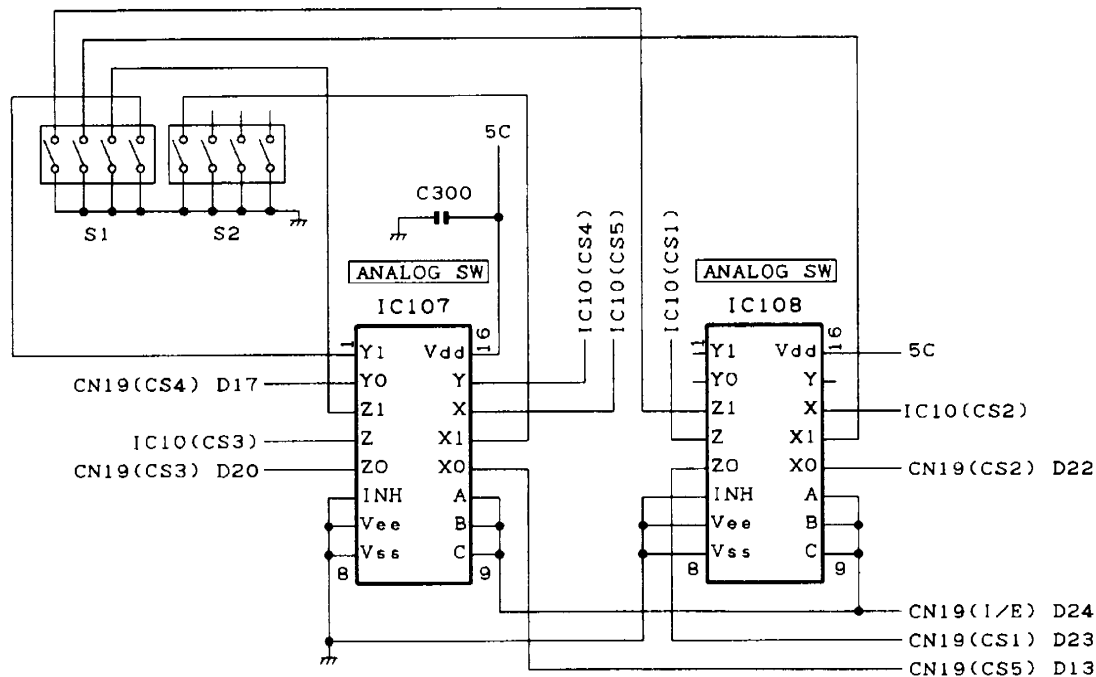 5C
C300
S1
S2
IC10(CS4)
IC10(CS5)
IC10(CS1)
ANALOG SW
IC107
1
16
Y1
Vdd
CN19(CS4) D17
Y0
Y
Z1
X
IC10(CS3)
Z
X1
CN19(CS3) D20
Z0
X0
INH
A
Vee
B
Vss
C
8
9
ANALOG SW
IC108
1
16
Y1
Vdd
5C
Y0
Y
Z1
X
IC10(CS2)
Z
X1
Z0
X0
CN19(CS2) D22
INH
A
Vee
B
Vss
C
8
9
CN19(I/E) D24
CN19(CS1) D23
CN19(CS5) D13